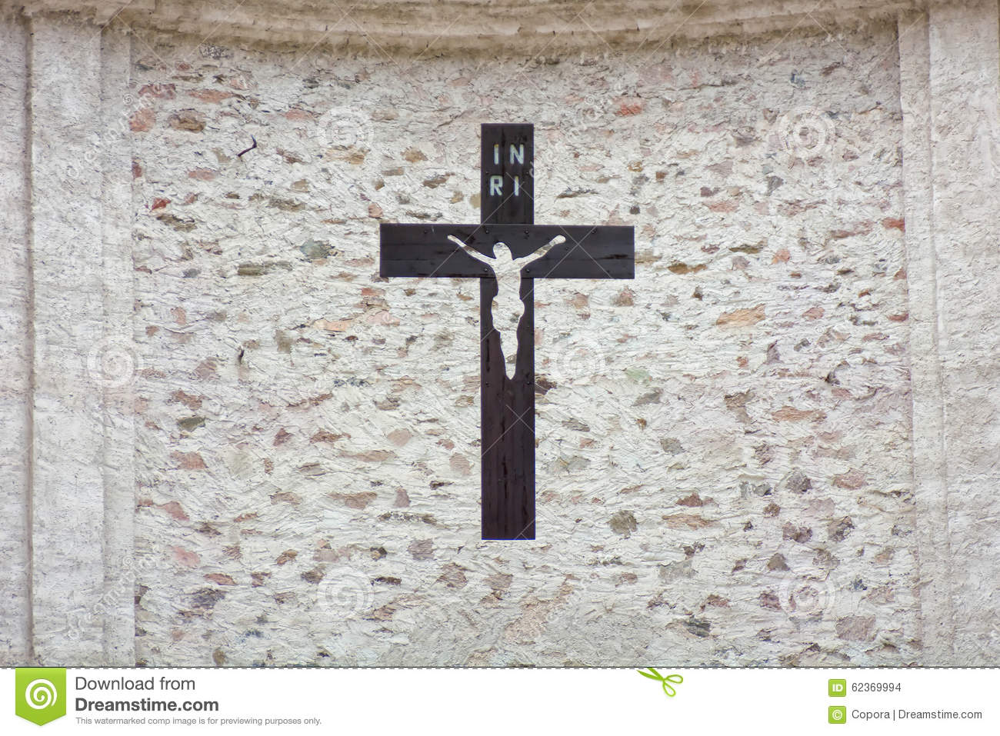 IN
RI
Download from
Dreamstime.com
This watermarked comp image is for previewing purposes only.
ID 62369994
© Copora | Dreamstime.com